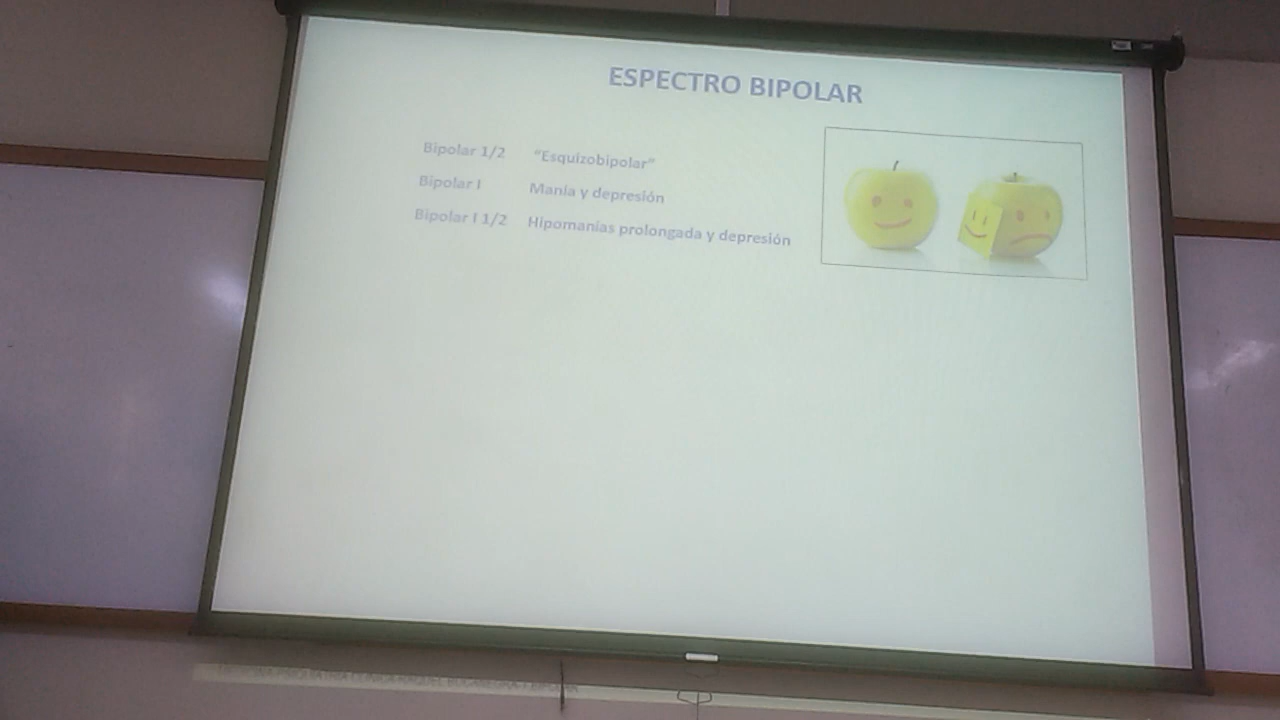 ESPECTRO BIPOLAR
Bipolar 1/2 "Esquizobipolar"
Bipolar I Manía y depresión
Bipolar I 1/2 Hipomanías prolongada y depresión